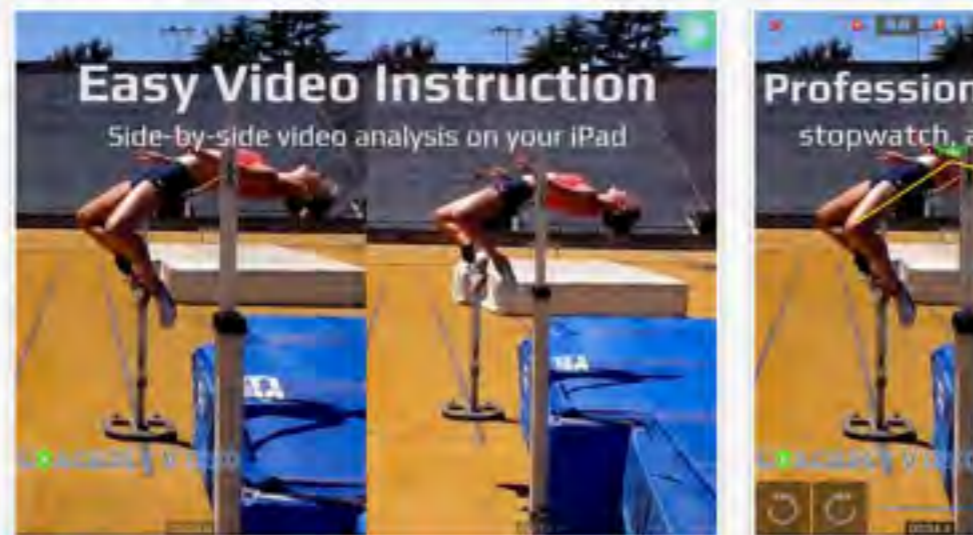 Easy Video Instruction
Side-by-side video analysis on your iPad
Profession
stopwatch, a